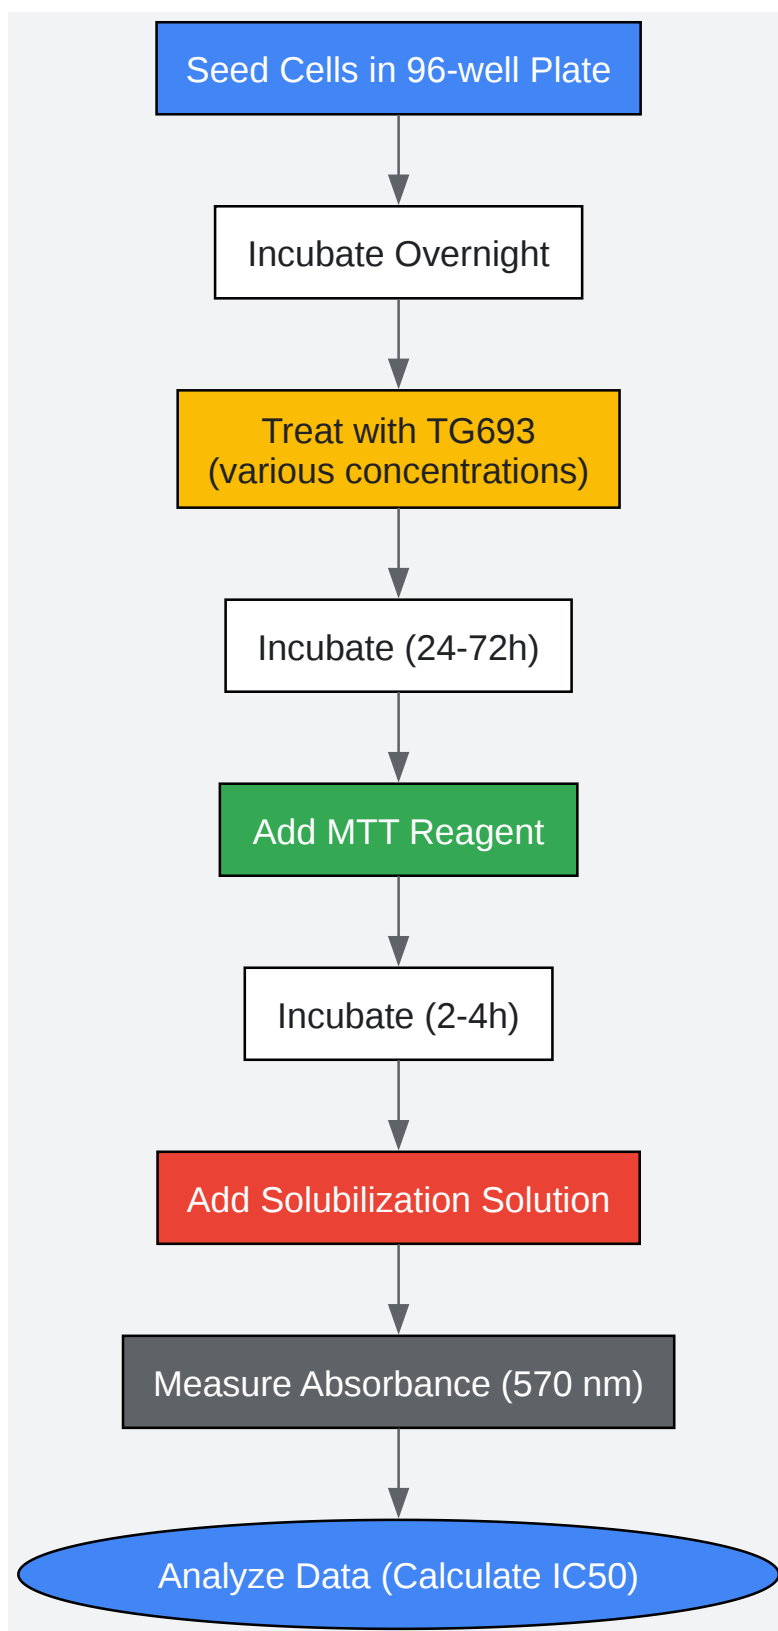 Seed Cells in 96-well Plate
Incubate Overnight
Treat with TG693
(various concentrations)
Incubate (24-72h)
Add MTT Reagent
Incubate (2-4h)
Add Solubilization Solution
Measure Absorbance (570 nm)
Analyze Data (Calculate IC50)